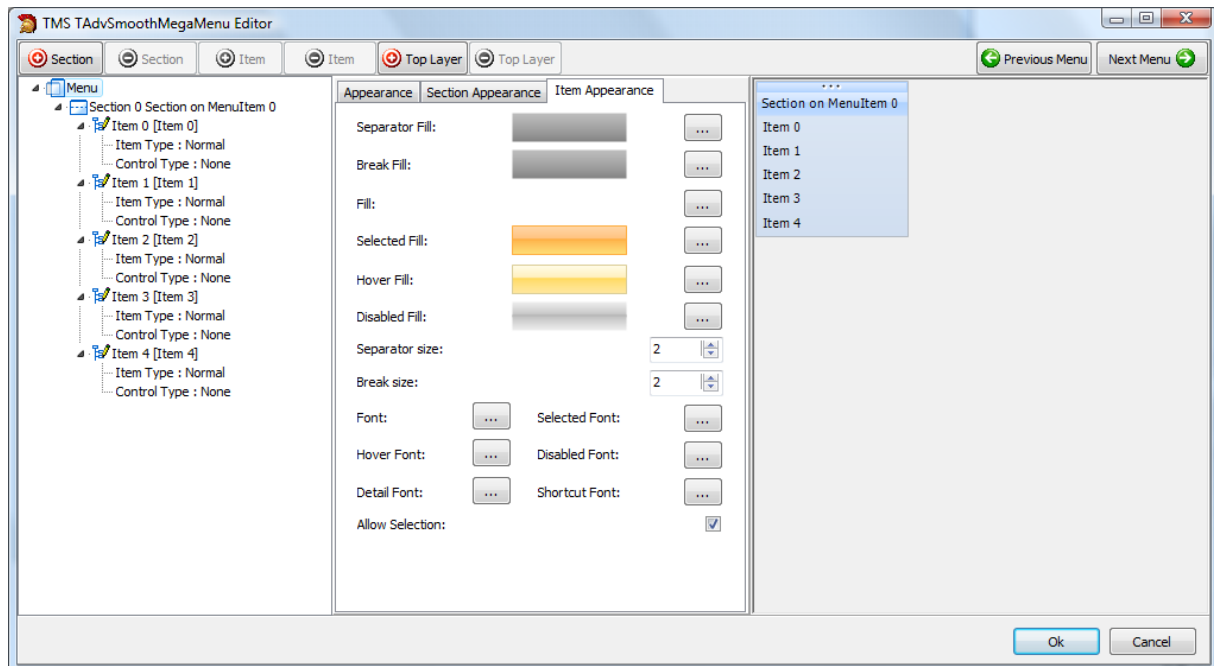 TMS TAdvSmoothMegaMenu Editor
Section Section Item Item Top Layer Top Layer Previous Menu Next Menu
Menu
Section 0 Section on MenuItem 0
Item 0 [Item 0]
Item Type : Normal
Control Type : None
Item 1 [Item 1]
Item Type : Normal
Control Type : None
Item 2 [Item 2]
Item Type : Normal
Control Type : None
Item 3 [Item 3]
Item Type : Normal
Control Type : None
Item 4 [Item 4]
Item Type : Normal
Control Type : None
Appearance Section Appearance Item Appearance
Separator Fill: ...
Break Fill: ...
Fill: ...
Selected Fill: ...
Hover Fill: ...
Disabled Fill: ...
Separator size: 2
Break size: 2
Font: ... Selected Font: ...
Hover Font: ... Disabled Font: ...
Detail Font: ... Shortcut Font: ...
Allow Selection:
Section on MenuItem 0
Item 0
Item 1
Item 2
Item 3
Item 4
Ok Cancel